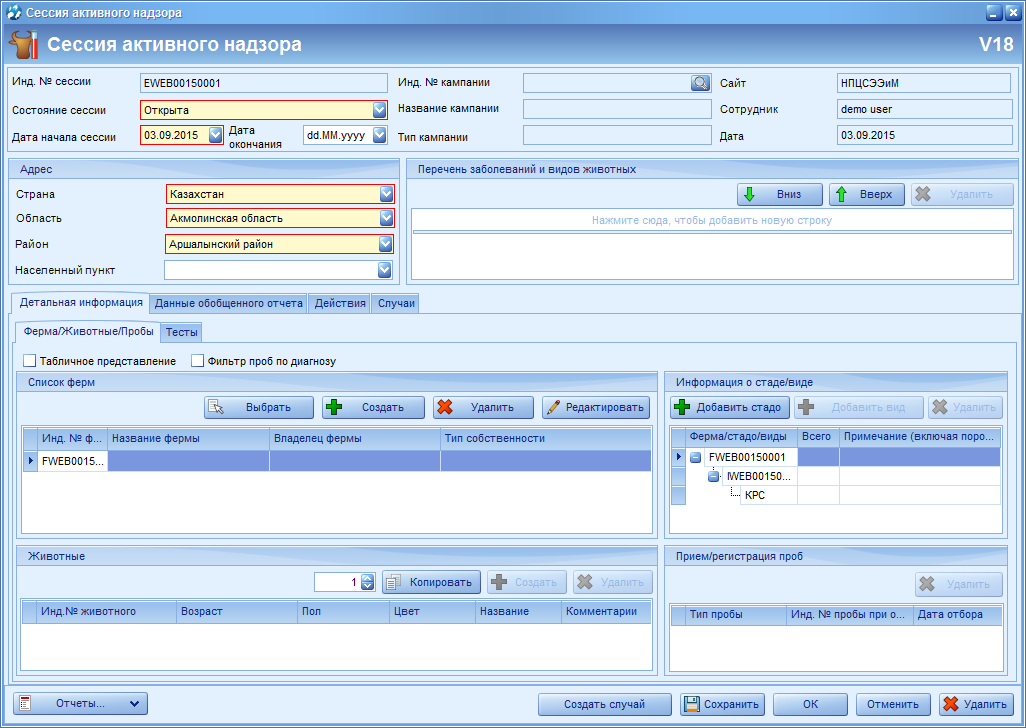 Сессия активного надзора
Сессия активного надзора V18
Инд. № сессии EWEB00150001 Инд. № кампании Сайт НПЦСЭЭиМ
Состояние сессии Открыта Название кампании Сотрудник demo user
Дата начала сессии 03.09.2015 Дата окончания dd.MM.yyyy Тип кампании Дата 03.09.2015
Адрес
Страна Казахстан
Область Акмолинская область
Район Аршалынский район
Населенный пункт
Перечень заболеваний и видов животных
Вниз Вверх Удалить
Нажмите сюда, чтобы добавить новую строку
Детальная информация Данные обобщенного отчета Действия Случаи
Ферма/Животные/Пробы Тесты
Табличное представление Фильтр проб по диагнозу
Список ферм
Выбрать Создать Удалить Редактировать
Инд. № ф... Название фермы Владелец фермы Тип собственности
FWEB0015...
Информация о стаде/виде
Добавить стадо Добавить вид Удалить
Ферма/стадо/виды Всего Примечание (включая поро...
FWEB00150001
IWEB00150...
КРС
Животные
1 Копировать Создать Удалить
Инд.№ животного Возраст Пол Цвет Название Комментарии
Прием/регистрация проб
Удалить
Тип пробы Инд. № пробы при о... Дата отбора
Отчеты... Создать случай Сохранить ОК Отменить Удалить